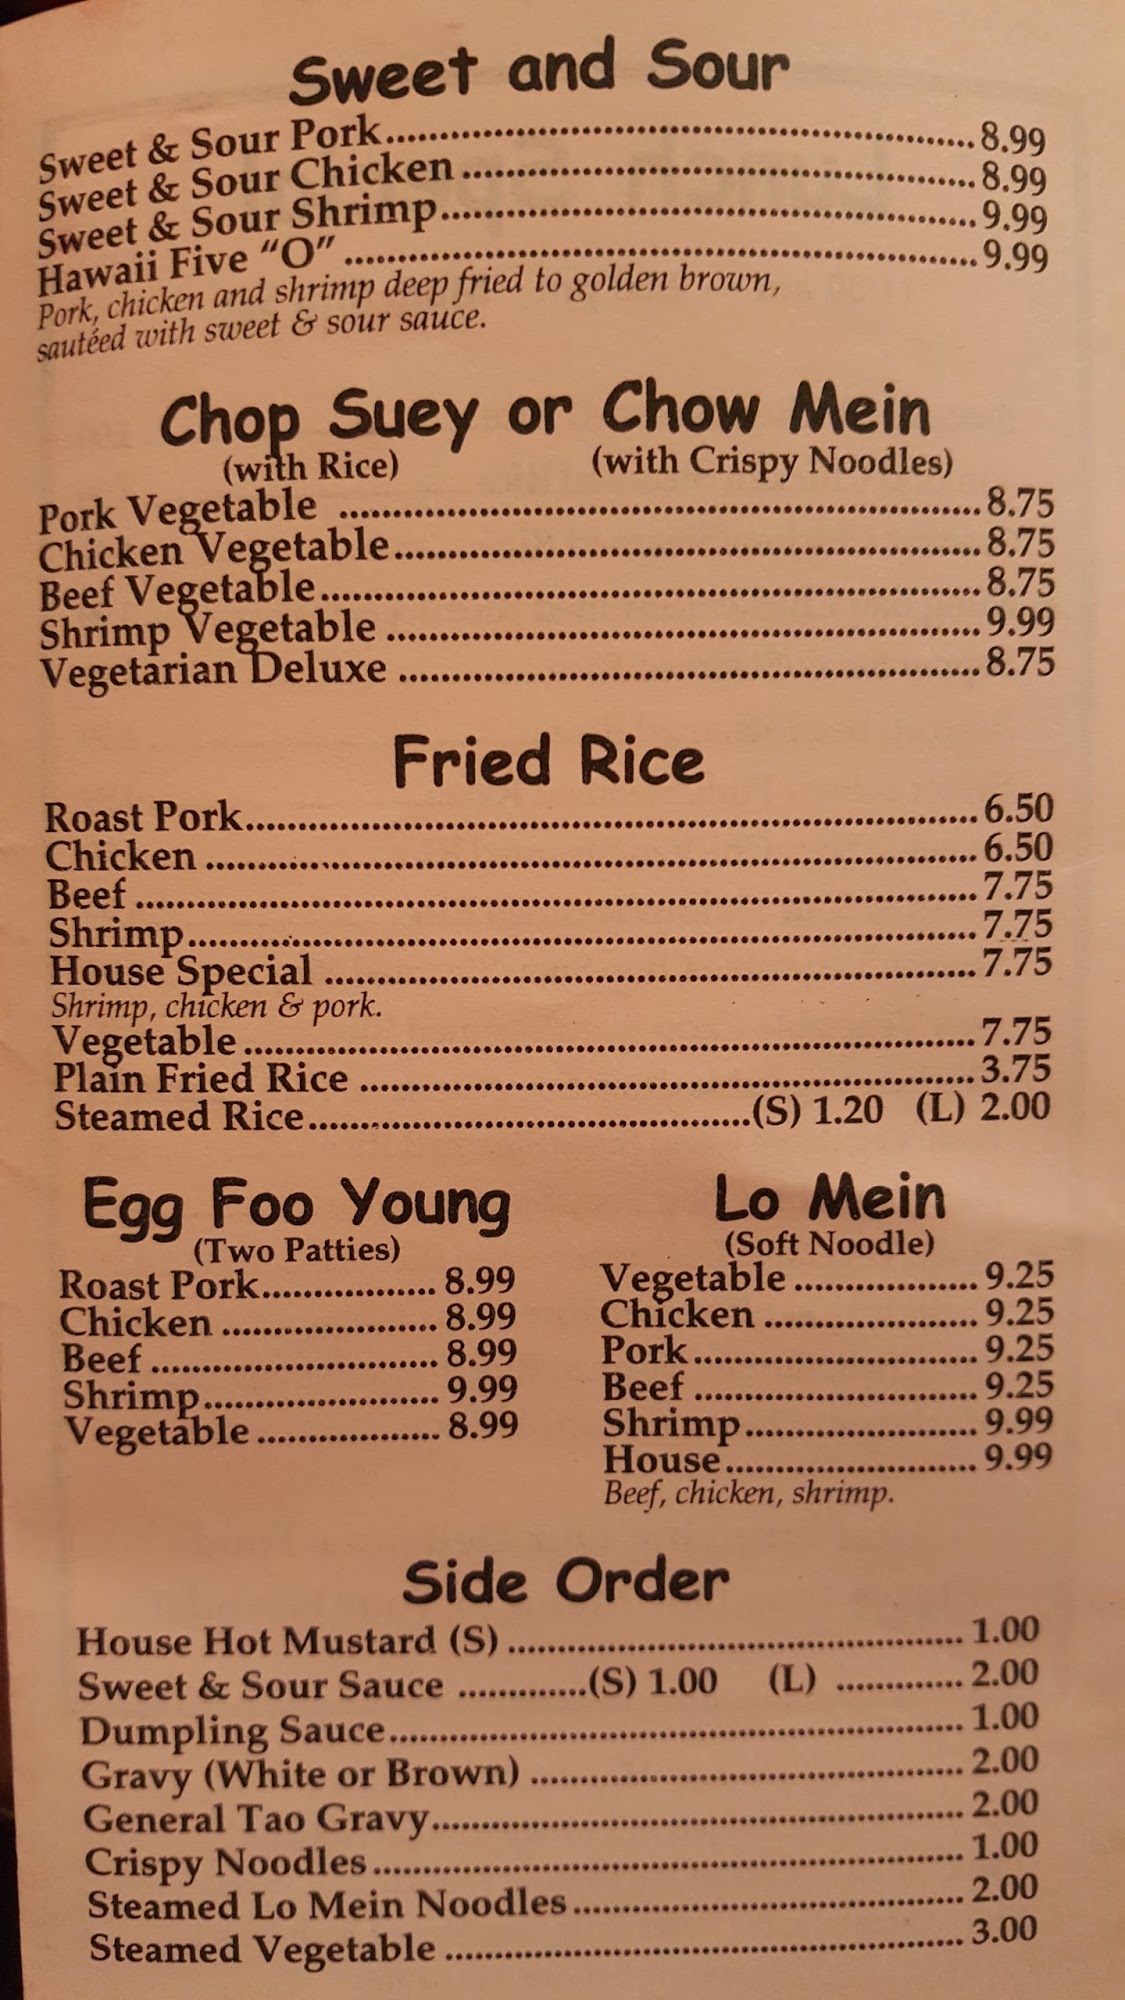 Sweet and Sour
Sweet & Sour Pork........................................................8.99
Sweet & Sour Chicken................................................8.99
Sweet & Sour Shrimp..................................................9.99
Hawaii Five "O"..........................................................9.99
Pork, chicken and shrimp deep fried to golden brown,
sautéed with sweet & sour sauce.
Chop Suey or Chow Mein
(with Rice) (with Crispy Noodles)
Pork Vegetable ............................................................8.75
Chicken Vegetable.......................................................8.75
Beef Vegetable.............................................................8.75
Shrimp Vegetable ........................................................9.99
Vegetarian Deluxe .......................................................8.75
Fried Rice
Roast Pork.....................................................................6.50
Chicken .........................................................................6.50
Beef ...............................................................................7.75
Shrimp..........................................................................7.75
House Special ..............................................................7.75
Shrimp, chicken & pork.
Vegetable ......................................................................7.75
Plain Fried Rice ...........................................................3.75
Steamed Rice..........................................(S) 1.20 (L) 2.00
Egg Foo Young
(Two Patties)
Roast Pork................. 8.99
Chicken ..................... 8.99
Beef ........................... 8.99
Shrimp...................... 9.99
Vegetable .................. 8.99
Lo Mein
(Soft Noodle)
Vegetable .................. 9.25
Chicken ..................... 9.25
Pork........................... 9.25
Beef ........................... 9.25
Shrimp...................... 9.99
House........................ 9.99
Beef, chicken, shrimp.
Side Order
House Hot Mustard (S) ........................................... 1.00
Sweet & Sour Sauce .............(S) 1.00 (L) ............. 2.00
Dumpling Sauce...................................................... 1.00
Gravy (White or Brown) ......................................... 2.00
General Tao Gravy................................................... 2.00
Crispy Noodles........................................................ 1.00
Steamed Lo Mein Noodles...................................... 2.00
Steamed Vegetable .................................................. 3.00